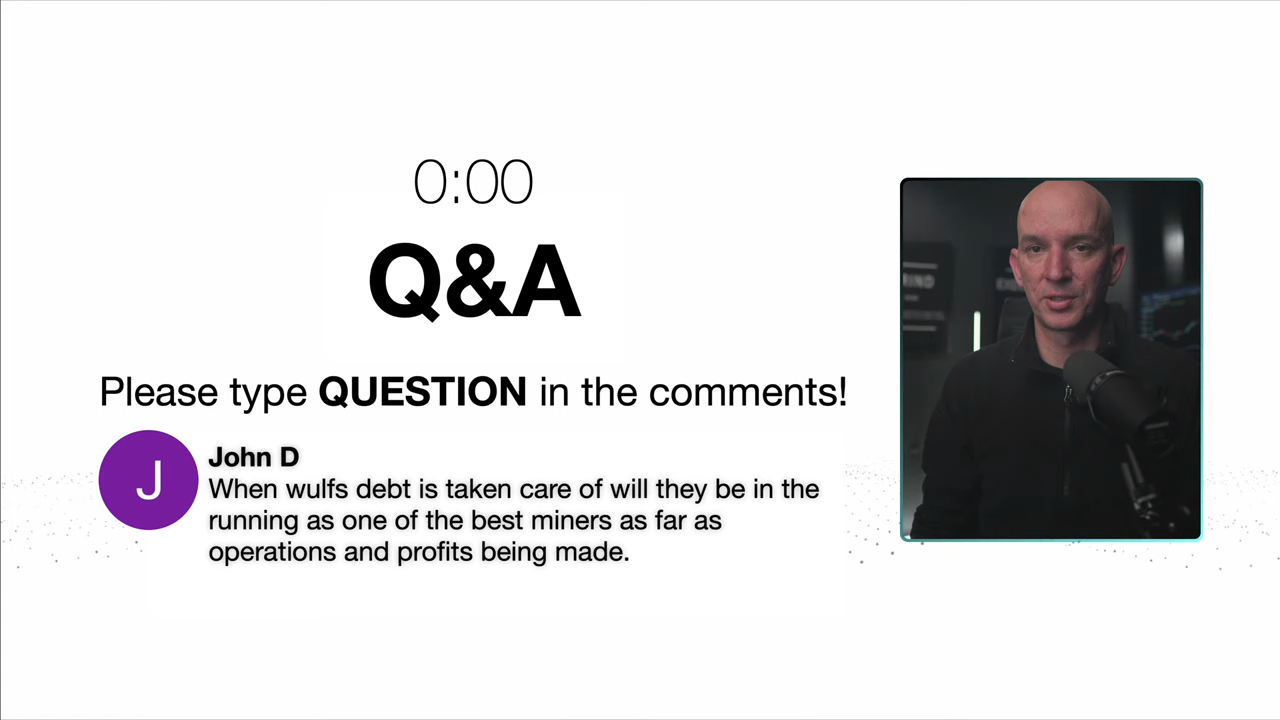 0:00
Q&A
Please type QUESTION in the comments!
J
John D
When wulfs debt is taken care of will they be in the
running as one of the best miners as far as
operations and profits being made.